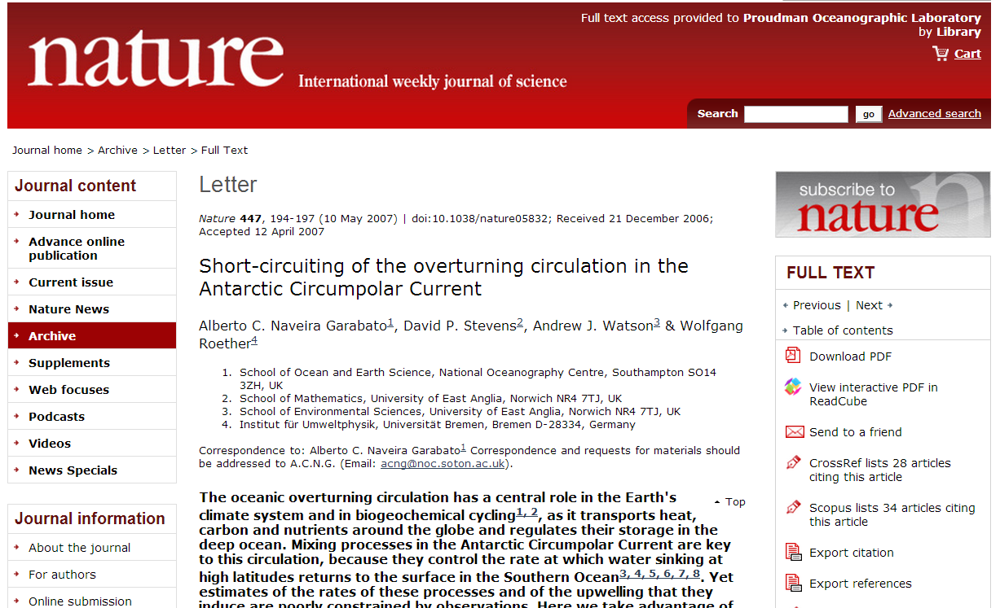 Full text access provided to Proudman Oceanographic Laboratory
by Library
Cart
nature
International weekly journal of science
Search
go
Advanced search
Journal home > Archive > Letter > Full Text
Journal content
Journal home
Advance online
publication
Current issue
Nature News
Archive
Supplements
Web focuses
Podcasts
Videos
News Specials
Journal information
About the journal
For authors
Online submission
Letter
Nature 447, 194-197 (10 May 2007) | doi:10.1038/nature05832; Received 21 December 2006;
Accepted 12 April 2007
Short-circuiting of the overturning circulation in the
Antarctic Circumpolar Current
Alberto C. Naveira Garabato1, David P. Stevens2, Andrew J. Watson3 & Wolfgang
Roether4
1. School of Ocean and Earth Science, National Oceanography Centre, Southampton SO14
3ZH, UK
2. School of Mathematics, University of East Anglia, Norwich NR4 7TJ, UK
3. School of Environmental Sciences, University of East Anglia, Norwich NR4 7TJ, UK
4. Institut für Umweltphysik, Universität Bremen, Bremen D-28334, Germany
Correspondence to: Alberto C. Naveira Garabato1 Correspondence and requests for materials should
be addressed to A.C.N.G. (Email: acng@noc.soton.ac.uk).
Top
The oceanic overturning circulation has a central role in the Earth's
climate system and in biogeochemical cycling1, 2, as it transports heat,
carbon and nutrients around the globe and regulates their storage in the
deep ocean. Mixing processes in the Antarctic Circumpolar Current are key
to this circulation, because they control the rate at which water sinking at
high latitudes returns to the surface in the Southern Ocean3, 4, 5, 6, 7, 8. Yet
estimates of the rates of these processes and of the upwelling that they
induce are poorly constrained by observations. Here we take advantage of
subscribe to
nature
FULL TEXT
Previous | Next
Table of contents
Download PDF
View interactive PDF in
ReadCube
Send to a friend
CrossRef lists 28 articles
citing this article
Scopus lists 34 articles citing
this article
Export citation
Export references